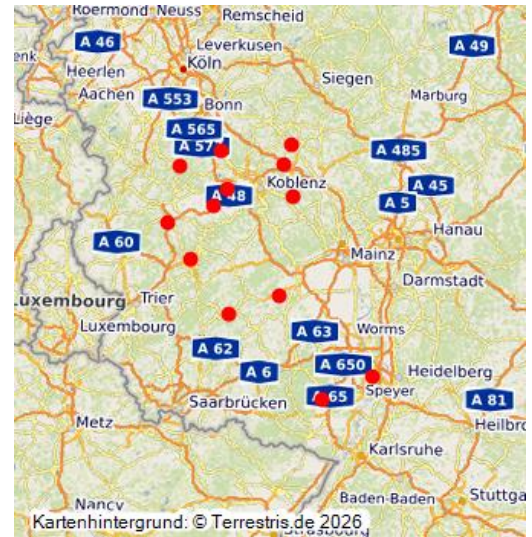 Roermond Neuss
Remscheid
A 46
Leverkusen
A 49
Heerlen
Köln
Aachen
A 553
Siegen
Marburg
Liège
Bonn
A 565
A 485
Koblenz
A 48
A 45
A 5
Hanau
A 60
Mainz
Darmstadt
Trier
Luxembourg
Luxembourg
A 63
Worms
A 62
A 650
A 6
Heidelberg
A 65
Speyer
A 81
Saarbrücken
Metz
Karlsruhe
Baden-Baden
Nancy
Kartenhintergrund: © Terrestris.de 2026